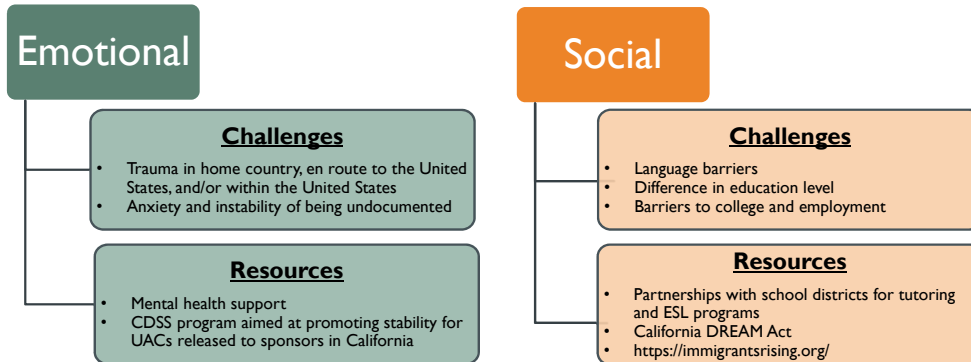 Emotional
Challenges
• Trauma in home country, en route to the United
States, and/or within the United States
• Anxiety and instability of being undocumented
Resources
• Mental health support
• CDSS program aimed at promoting stability for
UACs released to sponsors in California
Social
Challenges
• Language barriers
• Difference in education level
• Barriers to college and employment
Resources
• Partnerships with school districts for tutoring
and ESL programs
• California DREAM Act
• https://immigrantsrising.org/